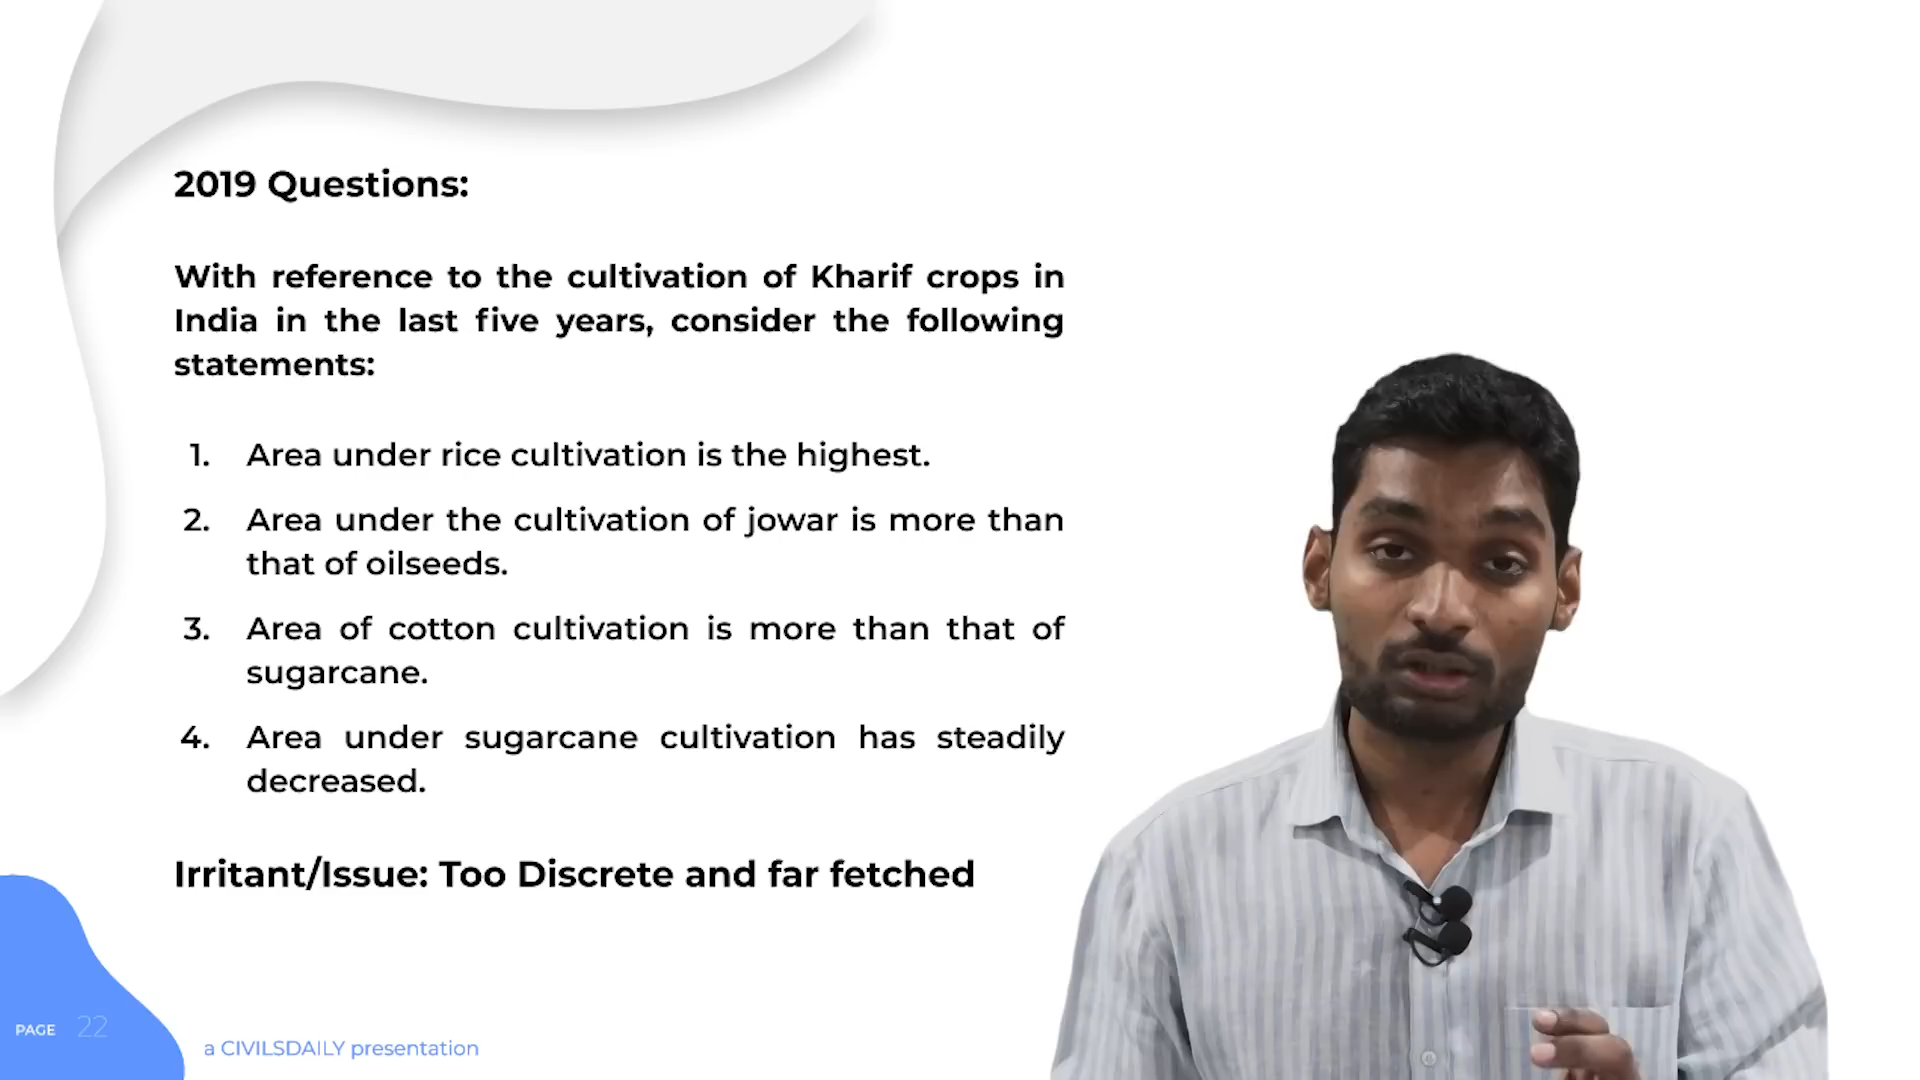 2019 Questions:
With reference to the cultivation of Kharif crops in
India in the last five years, consider the following
statements:
1. Area under rice cultivation is the highest.
2. Area under the cultivation of jowar is more than
that of oilseeds.
3. Area of cotton cultivation is more than that of
sugarcane.
4. Area under sugarcane cultivation has steadily
decreased.
Irritant/Issue: Too Discrete and far fetched
PAGE 22
a CIVILSDAILY presentation